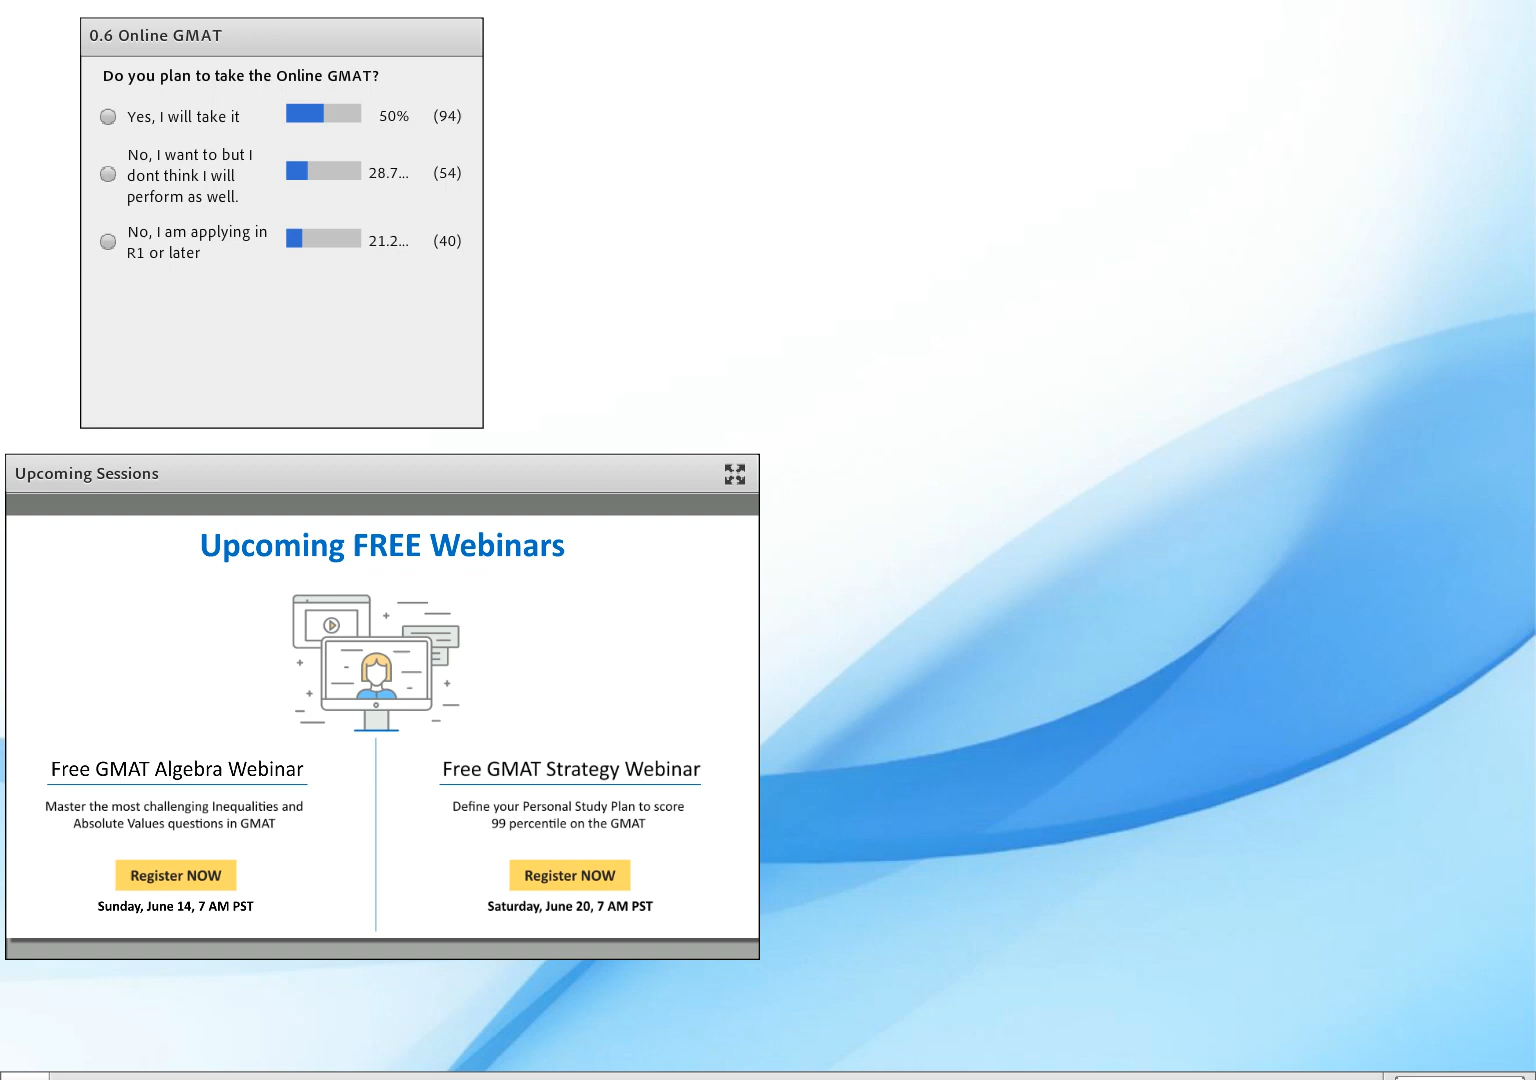 0.6 Online GMAT
Do you plan to take the Online GMAT?
Yes, I will take it 50% (94)
No, I want to but I
dont think I will
perform as well.
28.7... (54)
No, I am applying in
R1 or later
21.2... (40)
Upcoming Sessions
Upcoming FREE Webinars
Free GMAT Algebra Webinar
Master the most challenging Inequalities and
Absolute Values questions in GMAT
Register NOW
Sunday, June 14, 7 AM PST
Free GMAT Strategy Webinar
Define your Personal Study Plan to score
99 percentile on the GMAT
Register NOW
Saturday, June 20, 7 AM PST